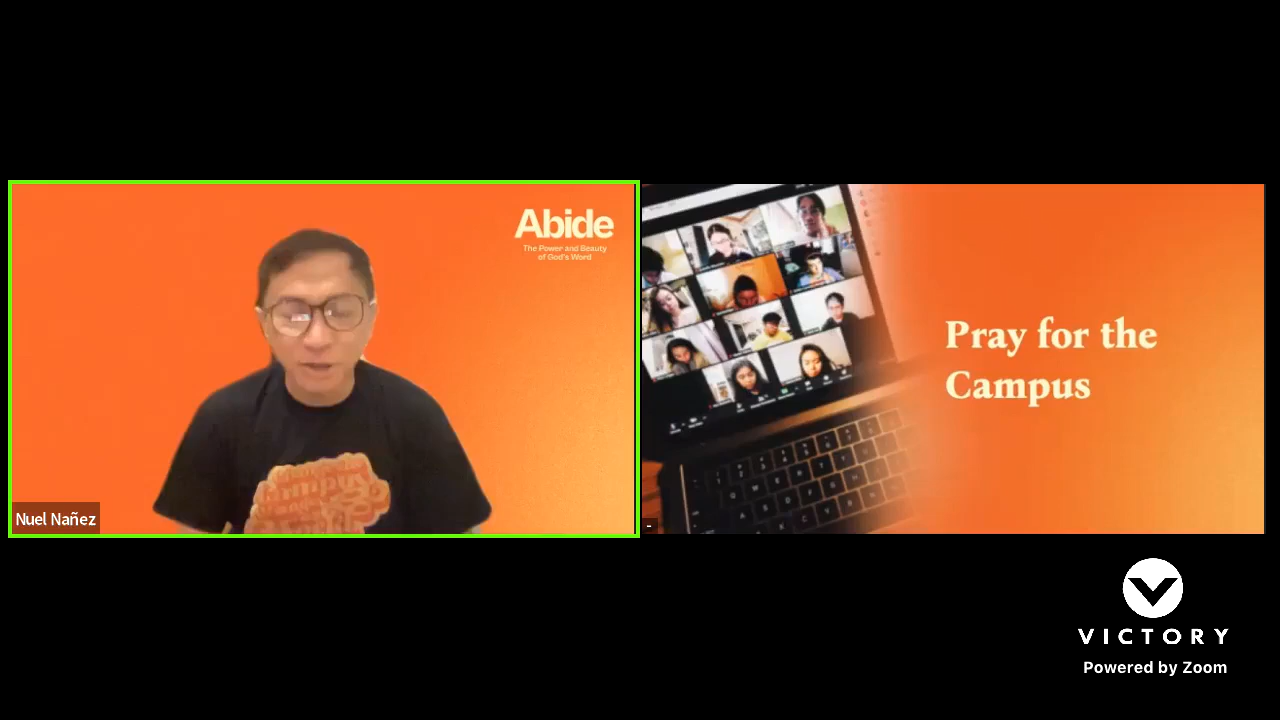 Abide
The Power and Beauty
of God's Word
Nuel Nañez
Pray for the
Campus
-
VICTORY
Powered by Zoom